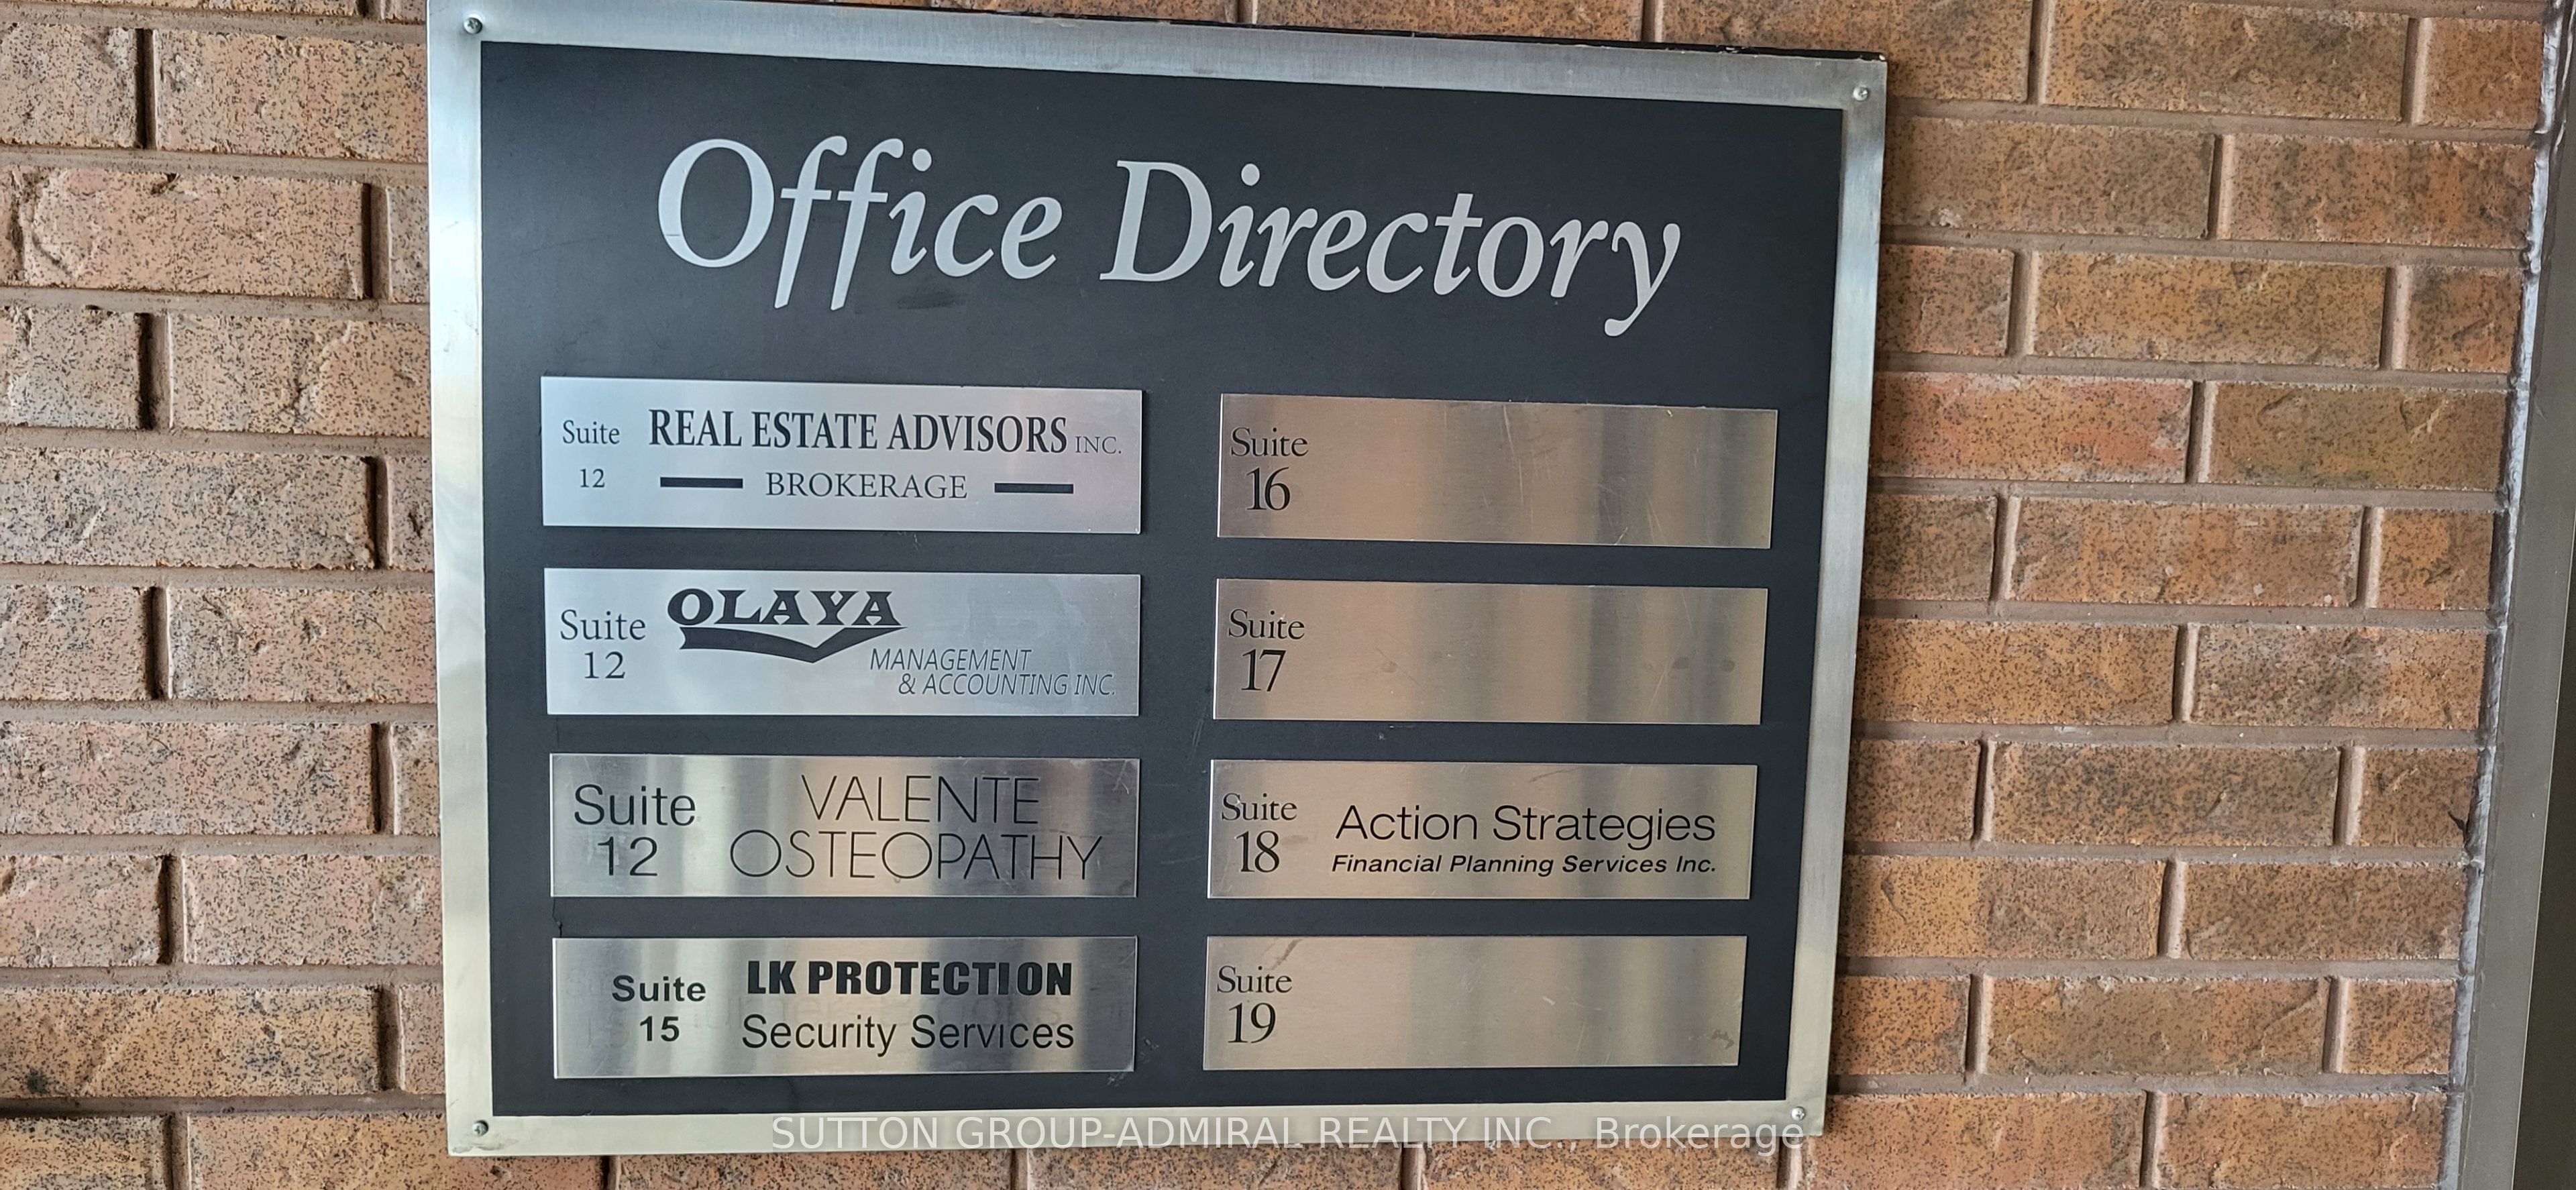 Office Directory
Suite
12
REAL ESTATE ADVISORS INC.
BROKERAGE
Suite
12
OLAYA
MANAGEMENT
& ACCOUNTING INC.
Suite
12
VALENTE
OSTEOPATHY
Suite
15
LK PROTECTION
Security Services
Suite
16
Suite
17
Suite
18
Action Strategies
Financial Planning Services Inc.
Suite
19
SUTTON GROUP-ADMIRAL REALTY INC., Brokerage